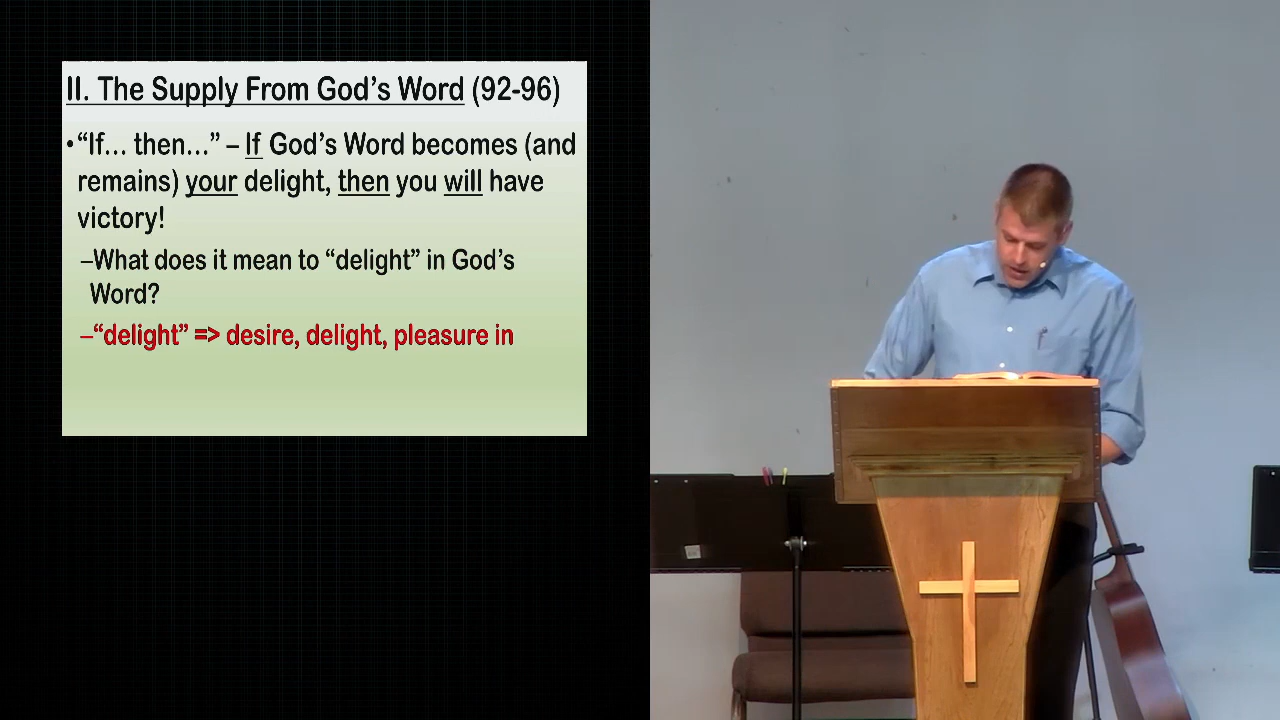 II. The Supply From God’s Word (92-96)
•“If… then…” – If God’s Word becomes (and
remains) your delight, then you will have
victory!
–What does it mean to “delight” in God’s
Word?
–“delight” => desire, delight, pleasure in